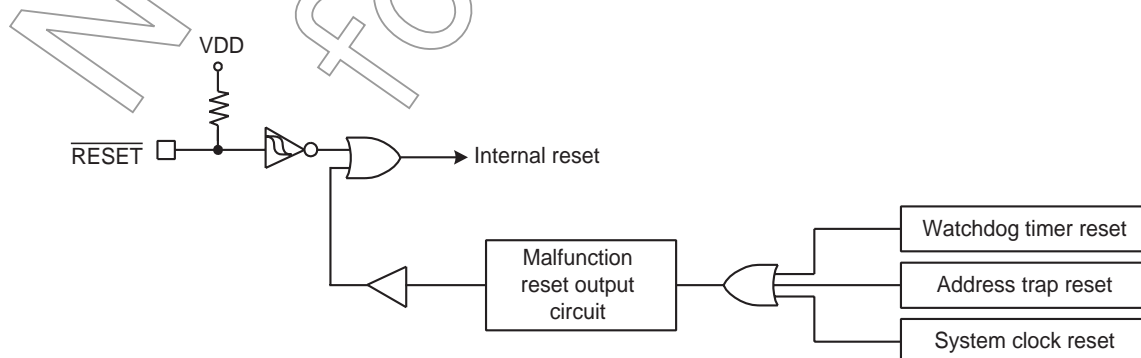 VDD
RESET
Internal reset
Watchdog timer reset
Malfunction
reset output
circuit
Address trap reset
System clock reset